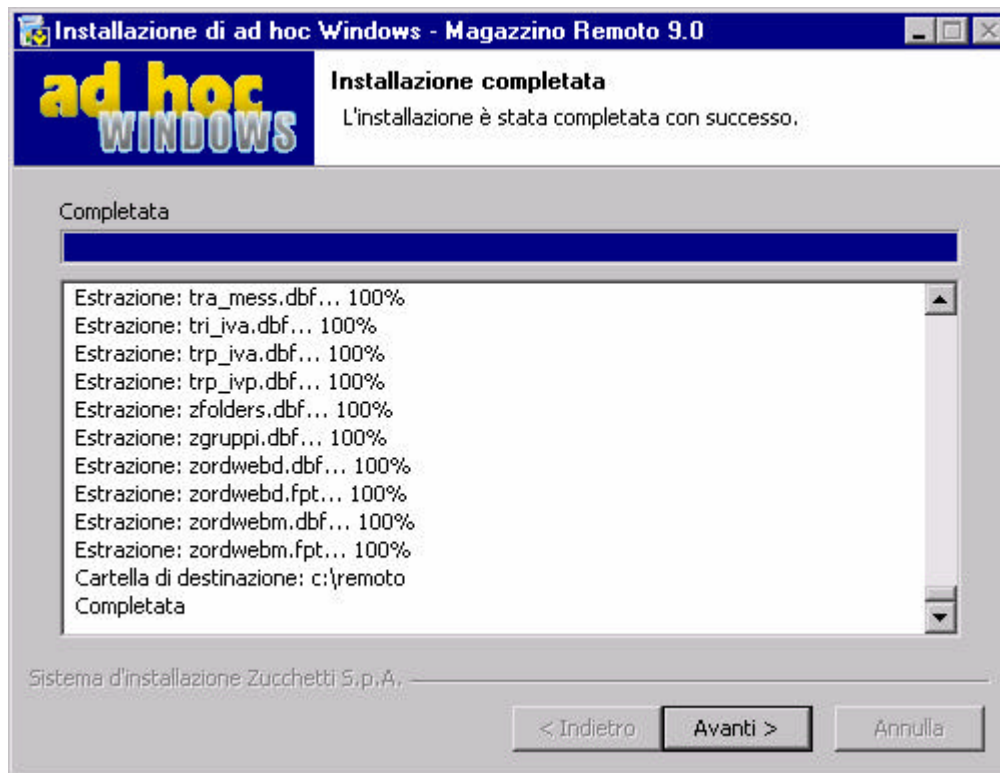 Installazione di ad hoc Windows - Magazzino Remoto 9.0
ad hoc
WINDOWS
Installazione completata
L'installazione è stata completata con successo.
Completata
Estrazione: tra_mess.dbf... 100%
Estrazione: tri_iva.dbf... 100%
Estrazione: trp_iva.dbf... 100%
Estrazione: trp_ivp.dbf... 100%
Estrazione: zfolders.dbf... 100%
Estrazione: zgruppi.dbf... 100%
Estrazione: zordwebd.dbf... 100%
Estrazione: zordwebd.fpt... 100%
Estrazione: zordwebm.dbf... 100%
Estrazione: zordwebm.fpt... 100%
Cartella di destinazione: c:\remoto
Completata
Sistema d'installazione Zucchetti S.p.A.
< Indietro Avanti > Annulla